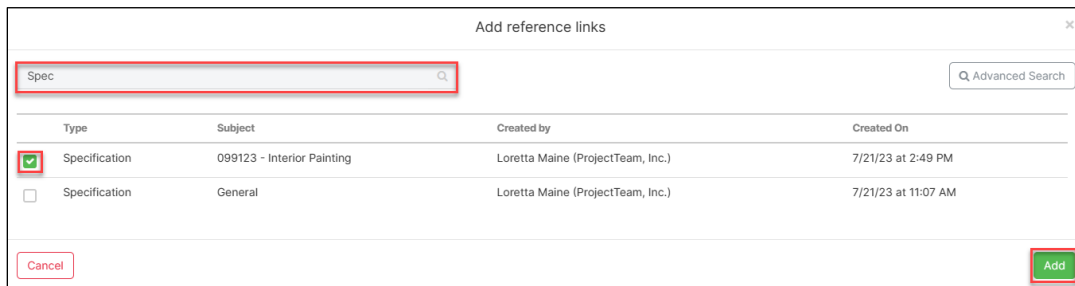 Add reference links ×
Spec Advanced Search
Type Subject Created by Created On
Specification 099123 - Interior Painting Loretta Maine (ProjectTeam, Inc.) 7/21/23 at 2:49 PM
Specification General Loretta Maine (ProjectTeam, Inc.) 7/21/23 at 11:07 AM
Cancel Add